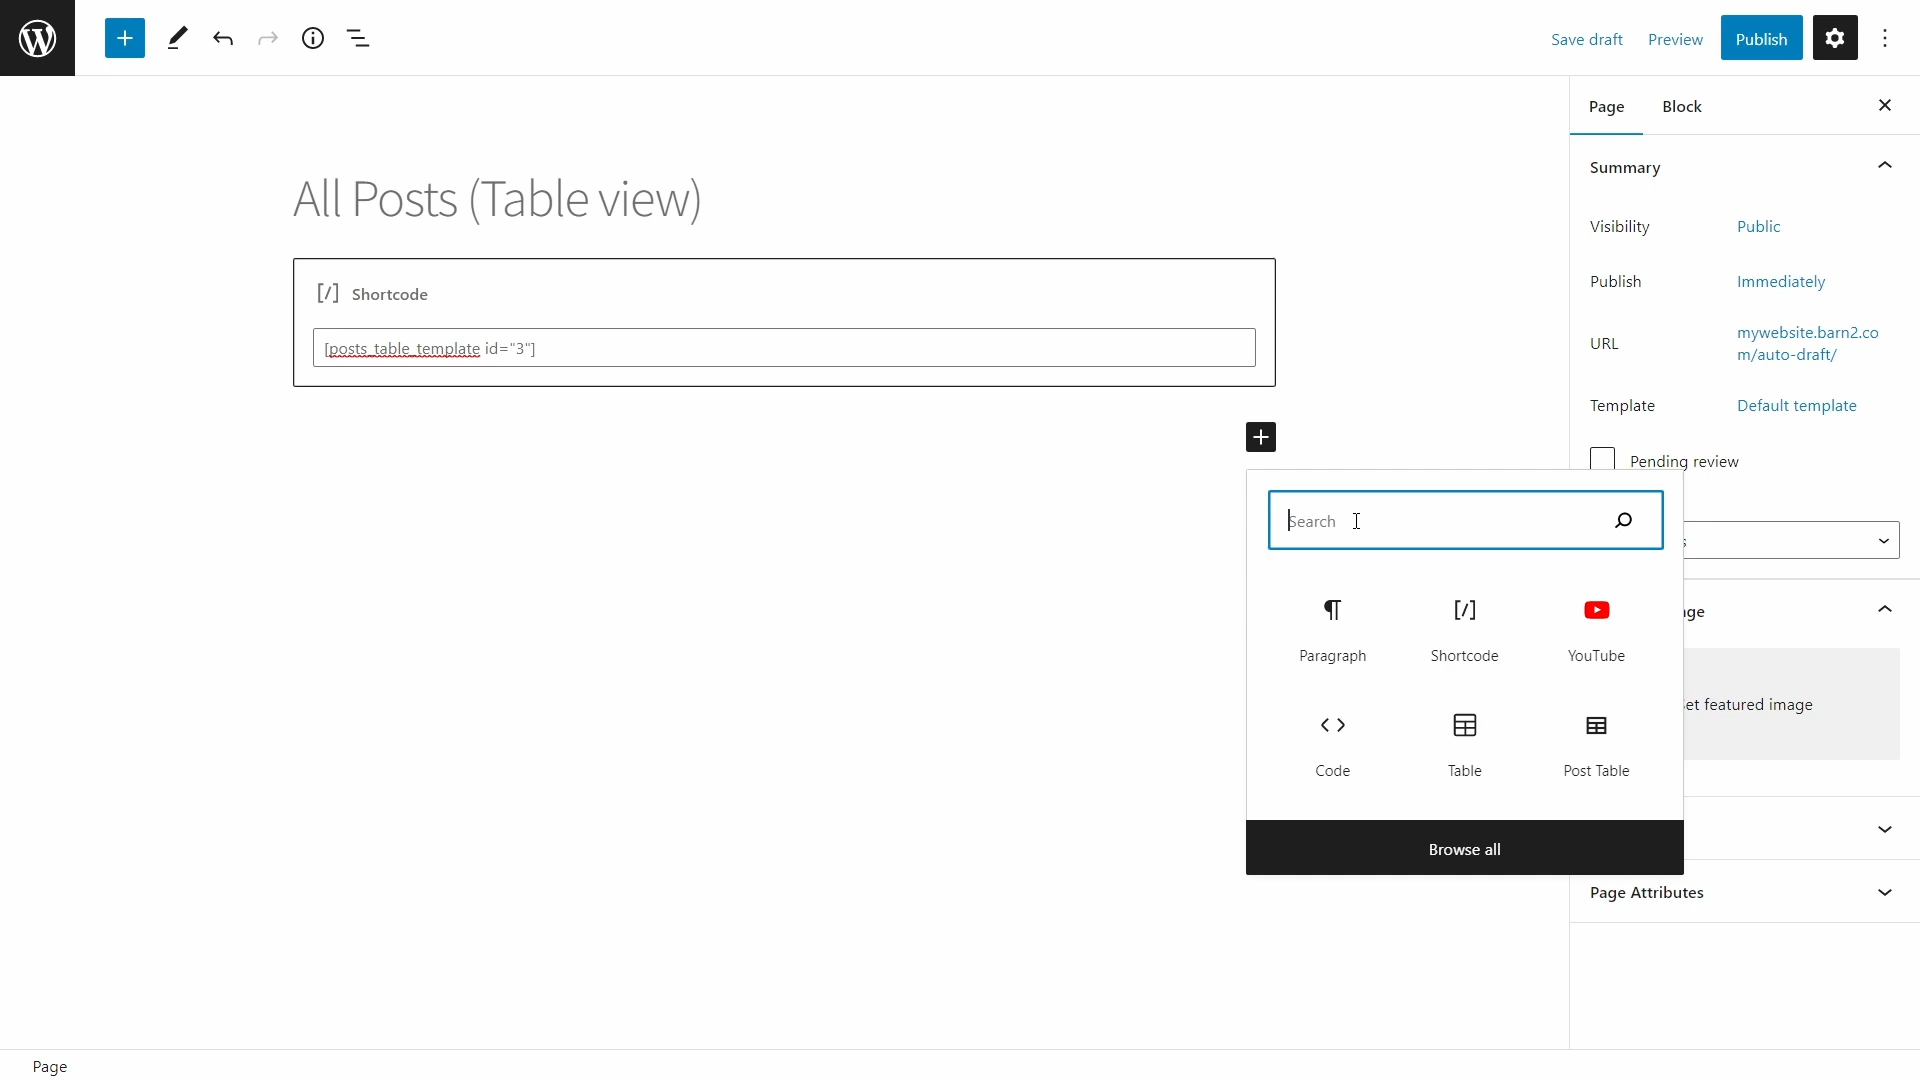 Save draft
Preview
Publish
Page
Block
All Posts (Table view)
[/] Shortcode
[posts_table_template id="3"]
Summary
Visibility
Public
Publish
Immediately
URL
mywebsite.barn2.co
m/auto-draft/
Template
Default template
Pending review
Search
Paragraph
[/]
Shortcode
YouTube
Code
Table
Post Table
Browse all
featured image
Page Attributes
Page